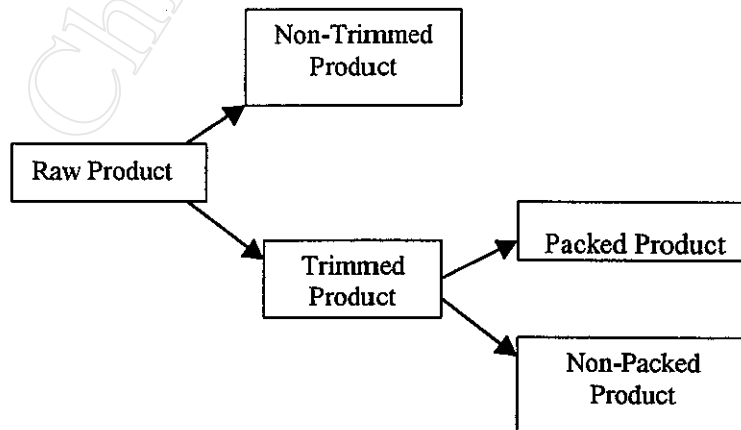 Non-Trimmed
Product
Raw Product
Trimmed
Product
Packed Product
Non-Packed
Product